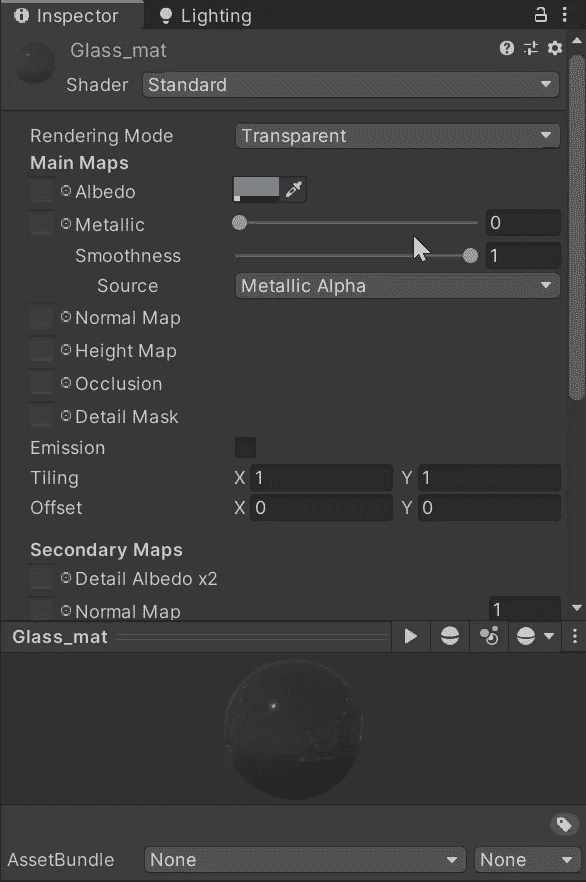 Inspector Lighting
Glass_mat
Shader Standard
Rendering Mode Transparent
Main Maps
Albedo
Metallic 0
Smoothness 1
Source Metallic Alpha
Normal Map
Height Map
Occlusion
Detail Mask
Emission
Tiling X 1 Y 1
Offset X 0 Y 0
Secondary Maps
Detail Albedo x2
Normal Map 1
Glass_mat
AssetBundle None None